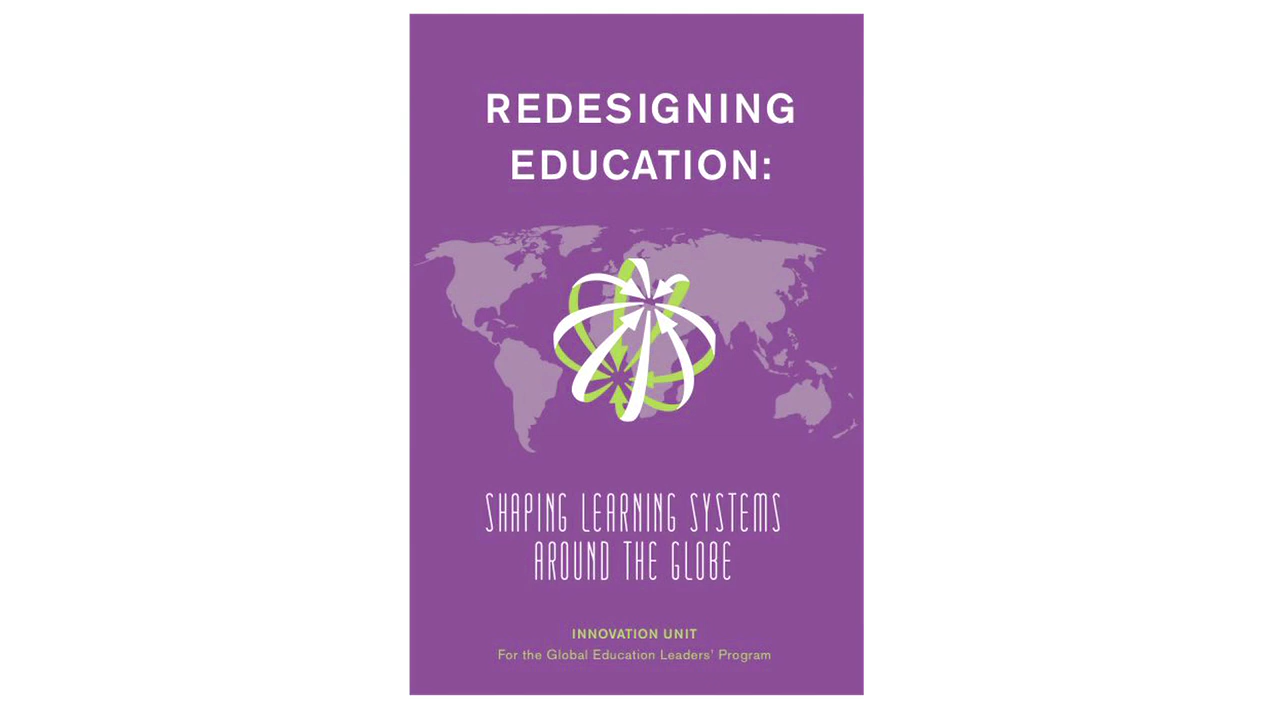 REDESIGNING
EDUCATION:
SHAPING LEARNING SYSTEMS
AROUND THE GLOBE
INNOVATION UNIT
For the Global Education Leaders' Program